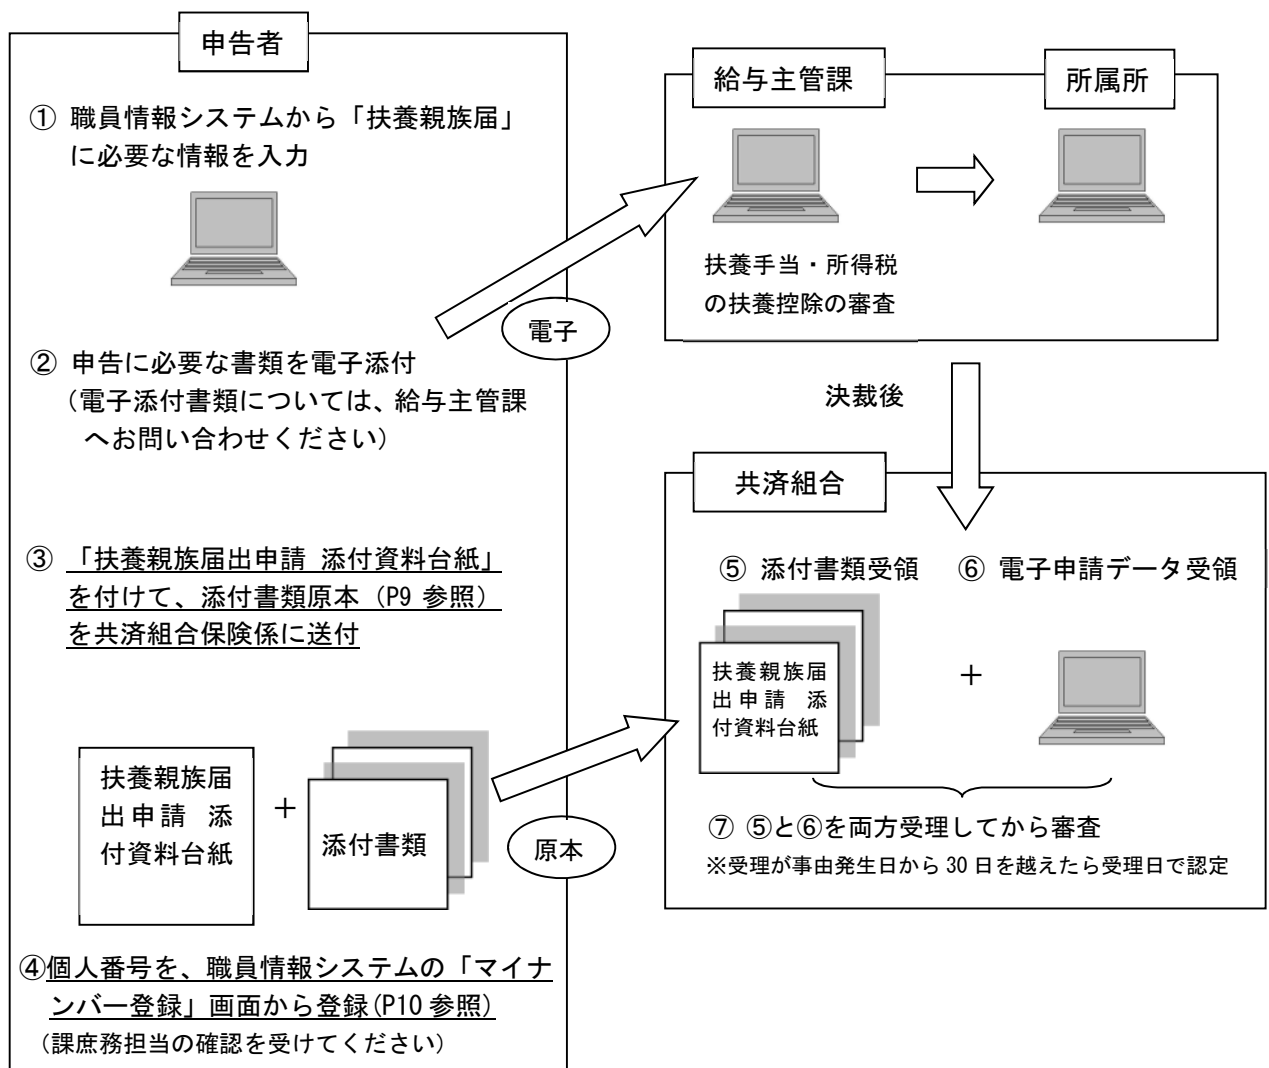 申告者
① 職員情報システムから「扶養親族届」
に必要な情報を入力
② 申告に必要な書類を電子添付
（電子添付書類については、給与主管課
へお問い合わせください）
③ 「扶養親族届出申請 添付資料台紙」
を付けて、添付書類原本（P9 参照）
を共済組合保険係に送付
扶養親族届
出申請 添
付資料台紙
＋
添付書類
④個人番号を、職員情報システムの「マイナ
ンバー登録」画面から登録（P10 参照）
（課庶務担当の確認を受けてください）
電子
原本
給与主管課
所属所
扶養手当・所得税
の扶養控除の審査
決裁後
共済組合
⑤ 添付書類受領
⑥ 電子申請データ受領
扶養親族届
出申請 添
付資料台紙
＋
⑦ ⑤と⑥を両方受理してから審査
※受理が事由発生日から 30 日を越えたら受理日で認定